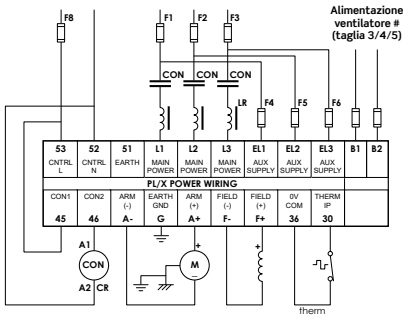 F8
F1
F2
F3
Alimentazione
ventilatore #
(taglia 3/4/5)
CON
CON
CON
LR
F4
F5
F6
53
52
51
L1
L2
L3
EL1
EL2
EL3
B1
B2
CNTRL
L
CNTRL
N
EARTH
MAIN
POWER
MAIN
POWER
MAIN
POWER
AUX
SUPPLY
AUX
SUPPLY
AUX
SUPPLY
PL/X POWER WIRING
CON1
CON2
ARM
(-)
EARTH
GND
ARM
(+)
FIELD
(-)
FIELD
(+)
0V
COM
THERM
IP
45
46
A-
G
A+
F-
F+
36
30
A1
CON
A2
CR
+
M
–
+
therm